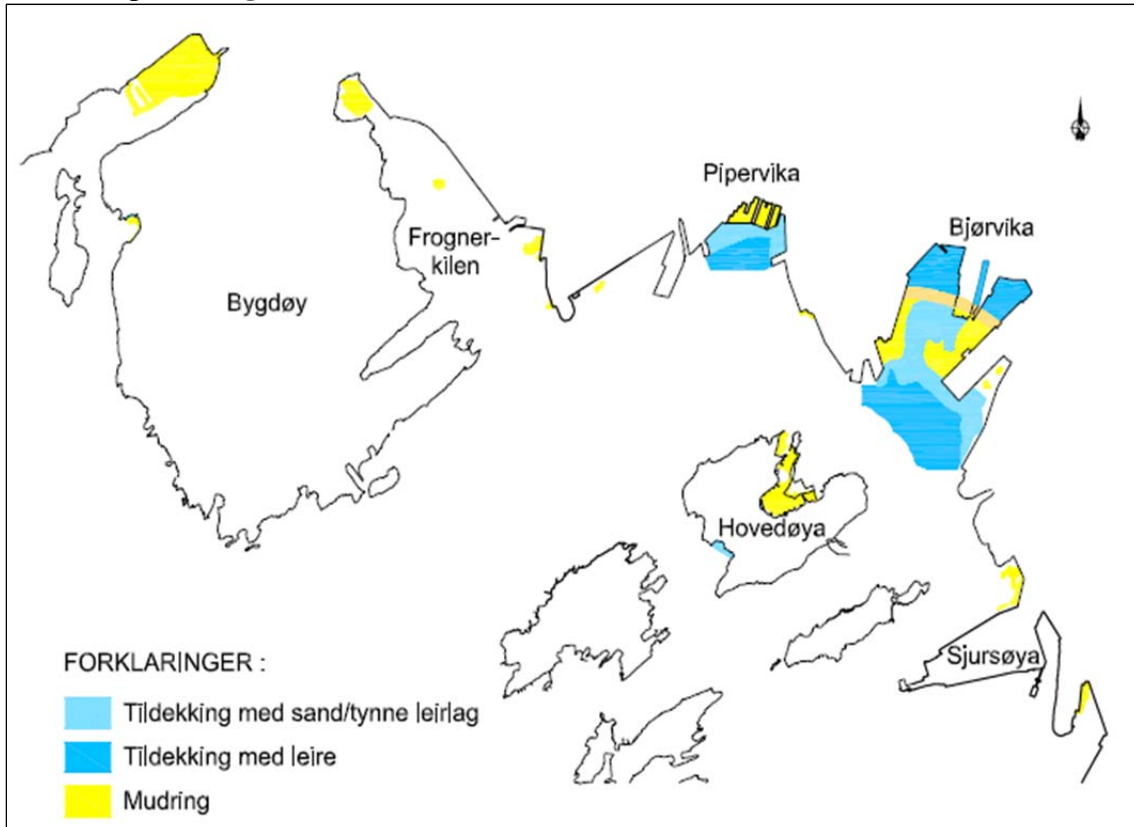 Pipervika
Bjørvika
Frogner-
kilen
Bygdøy
Hovedøya
Sjursøya
FORKLARINGER :
Tildekking med sand/tynne leirlag
Tildekking med leire
Mudring